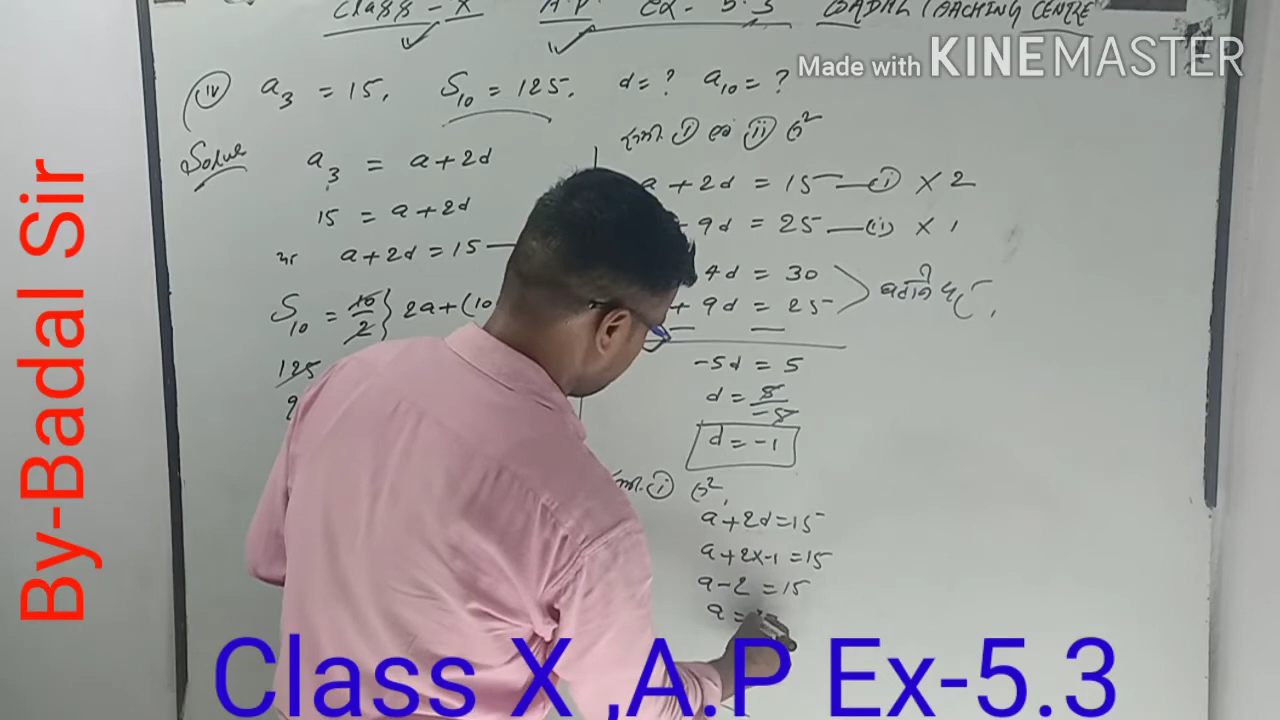 Class - X A.P. Ex - 5.3 BADAL COACHING CENTRE
Made with KINEMASTER
(iv) a₃ = 15, S₁₀ = 125, d = ? a₁₀ = ?
Solve
a₃ = a + 2d
15 = a + 2d
a + 2d = 15 —
S₁₀ = 10/2 } 2a + (10
125
(i) (ii)
a + 2d = 15 — (i) × 2
9d = 25 — (ii) × 1
4d = 30
+ 9d = 25
-5d = 5
d = 5/-5
d = -1
(i)
a + 2d = 15
a + 2×-1 = 15
a - 2 = 15
a =
By-Badal Sir
Class X ,A.P Ex-5.3